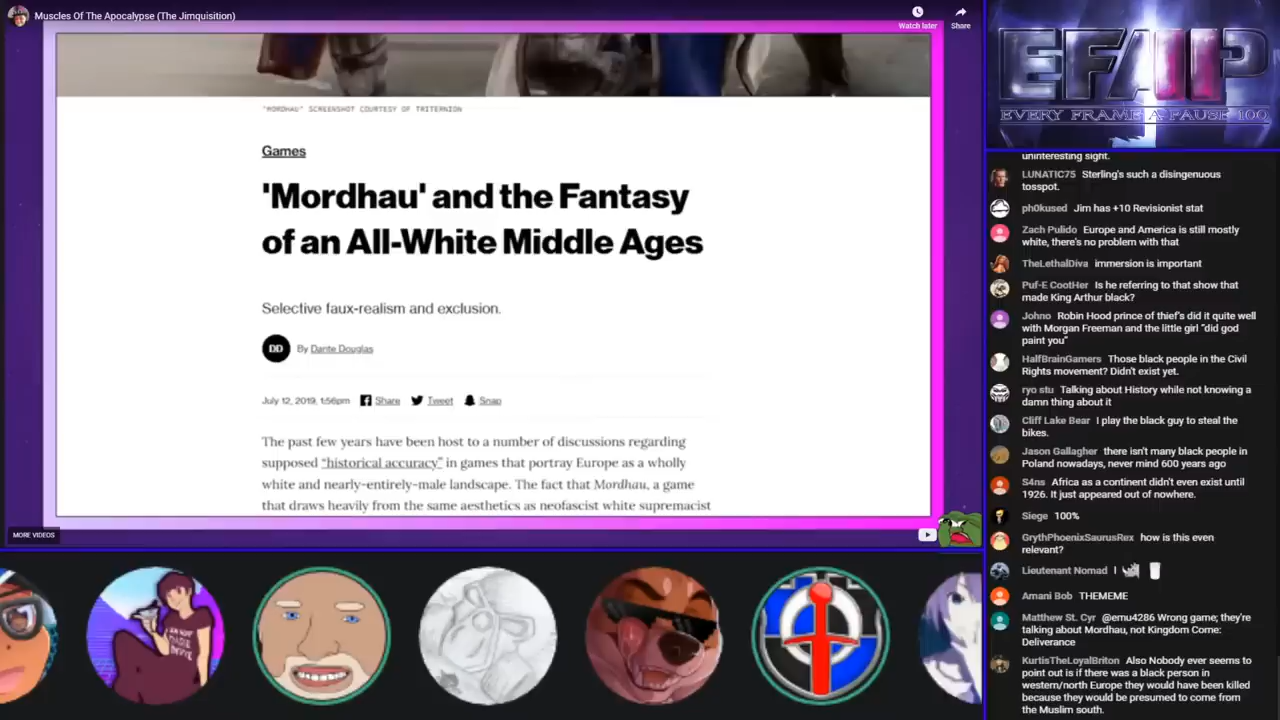 Muscles Of The Apocalypse (The Jimquisition)
Watch later
Share
'MORDHAU' SCREENSHOT COURTESY OF TRITERNION
Games
'Mordhau' and the Fantasy
of an All-White Middle Ages
Selective faux-realism and exclusion.
DD By Dante Douglas
July 12, 2019, 1:56pm Share Tweet Snap
The past few years have been host to a number of discussions regarding
supposed “historical accuracy” in games that portray Europe as a wholly
white and nearly-entirely-male landscape. The fact that Mordhau, a game
that draws heavily from the same aesthetics as neofascist white supremacist
MORE VIDEOS
EFAP
EVERY FRAME A PAUSE 100
uninteresting sight.
LUNATIC75 Sterling's such a disingenuous
tosspot.
ph0kused Jim has +10 Revisionist stat
Zach Pulido Europe and America is still mostly
white, there's no problem with that
TheLethalDiva immersion is important
Puf-E CootHer Is he referring to that show that
made King Arthur black?
Johno Robin Hood prince of thief's did it quite well
with Morgan Freeman and the little girl "did god
paint you"
HalfBrainGamers Those black people in the Civil
Rights movement? Didn't exist yet.
ryo stu Talking about History while not knowing a
damn thing about it
Cliff Lake Bear I play the black guy to steal the
bikes.
Jason Gallagher there isn't many black people in
Poland nowadays, never mind 600 years ago
S4ns Africa as a continent didn't even exist until
1926. It just appeared out of nowhere.
Siege 100%
GrythPhoenixSaurusRex how is this even
relevant?
Lieutenant Nomad I
Amani Bob THEMEME
Matthew St. Cyr @emu4286 Wrong game; they're
talking about Mordhau, not Kingdom Come:
Deliverance
KurtisTheLoyalBriton Also Nobody ever seems to
point out is if there was a black person in
western/north Europe they would have been killed
because they would be presumed to come from
the Muslim south.